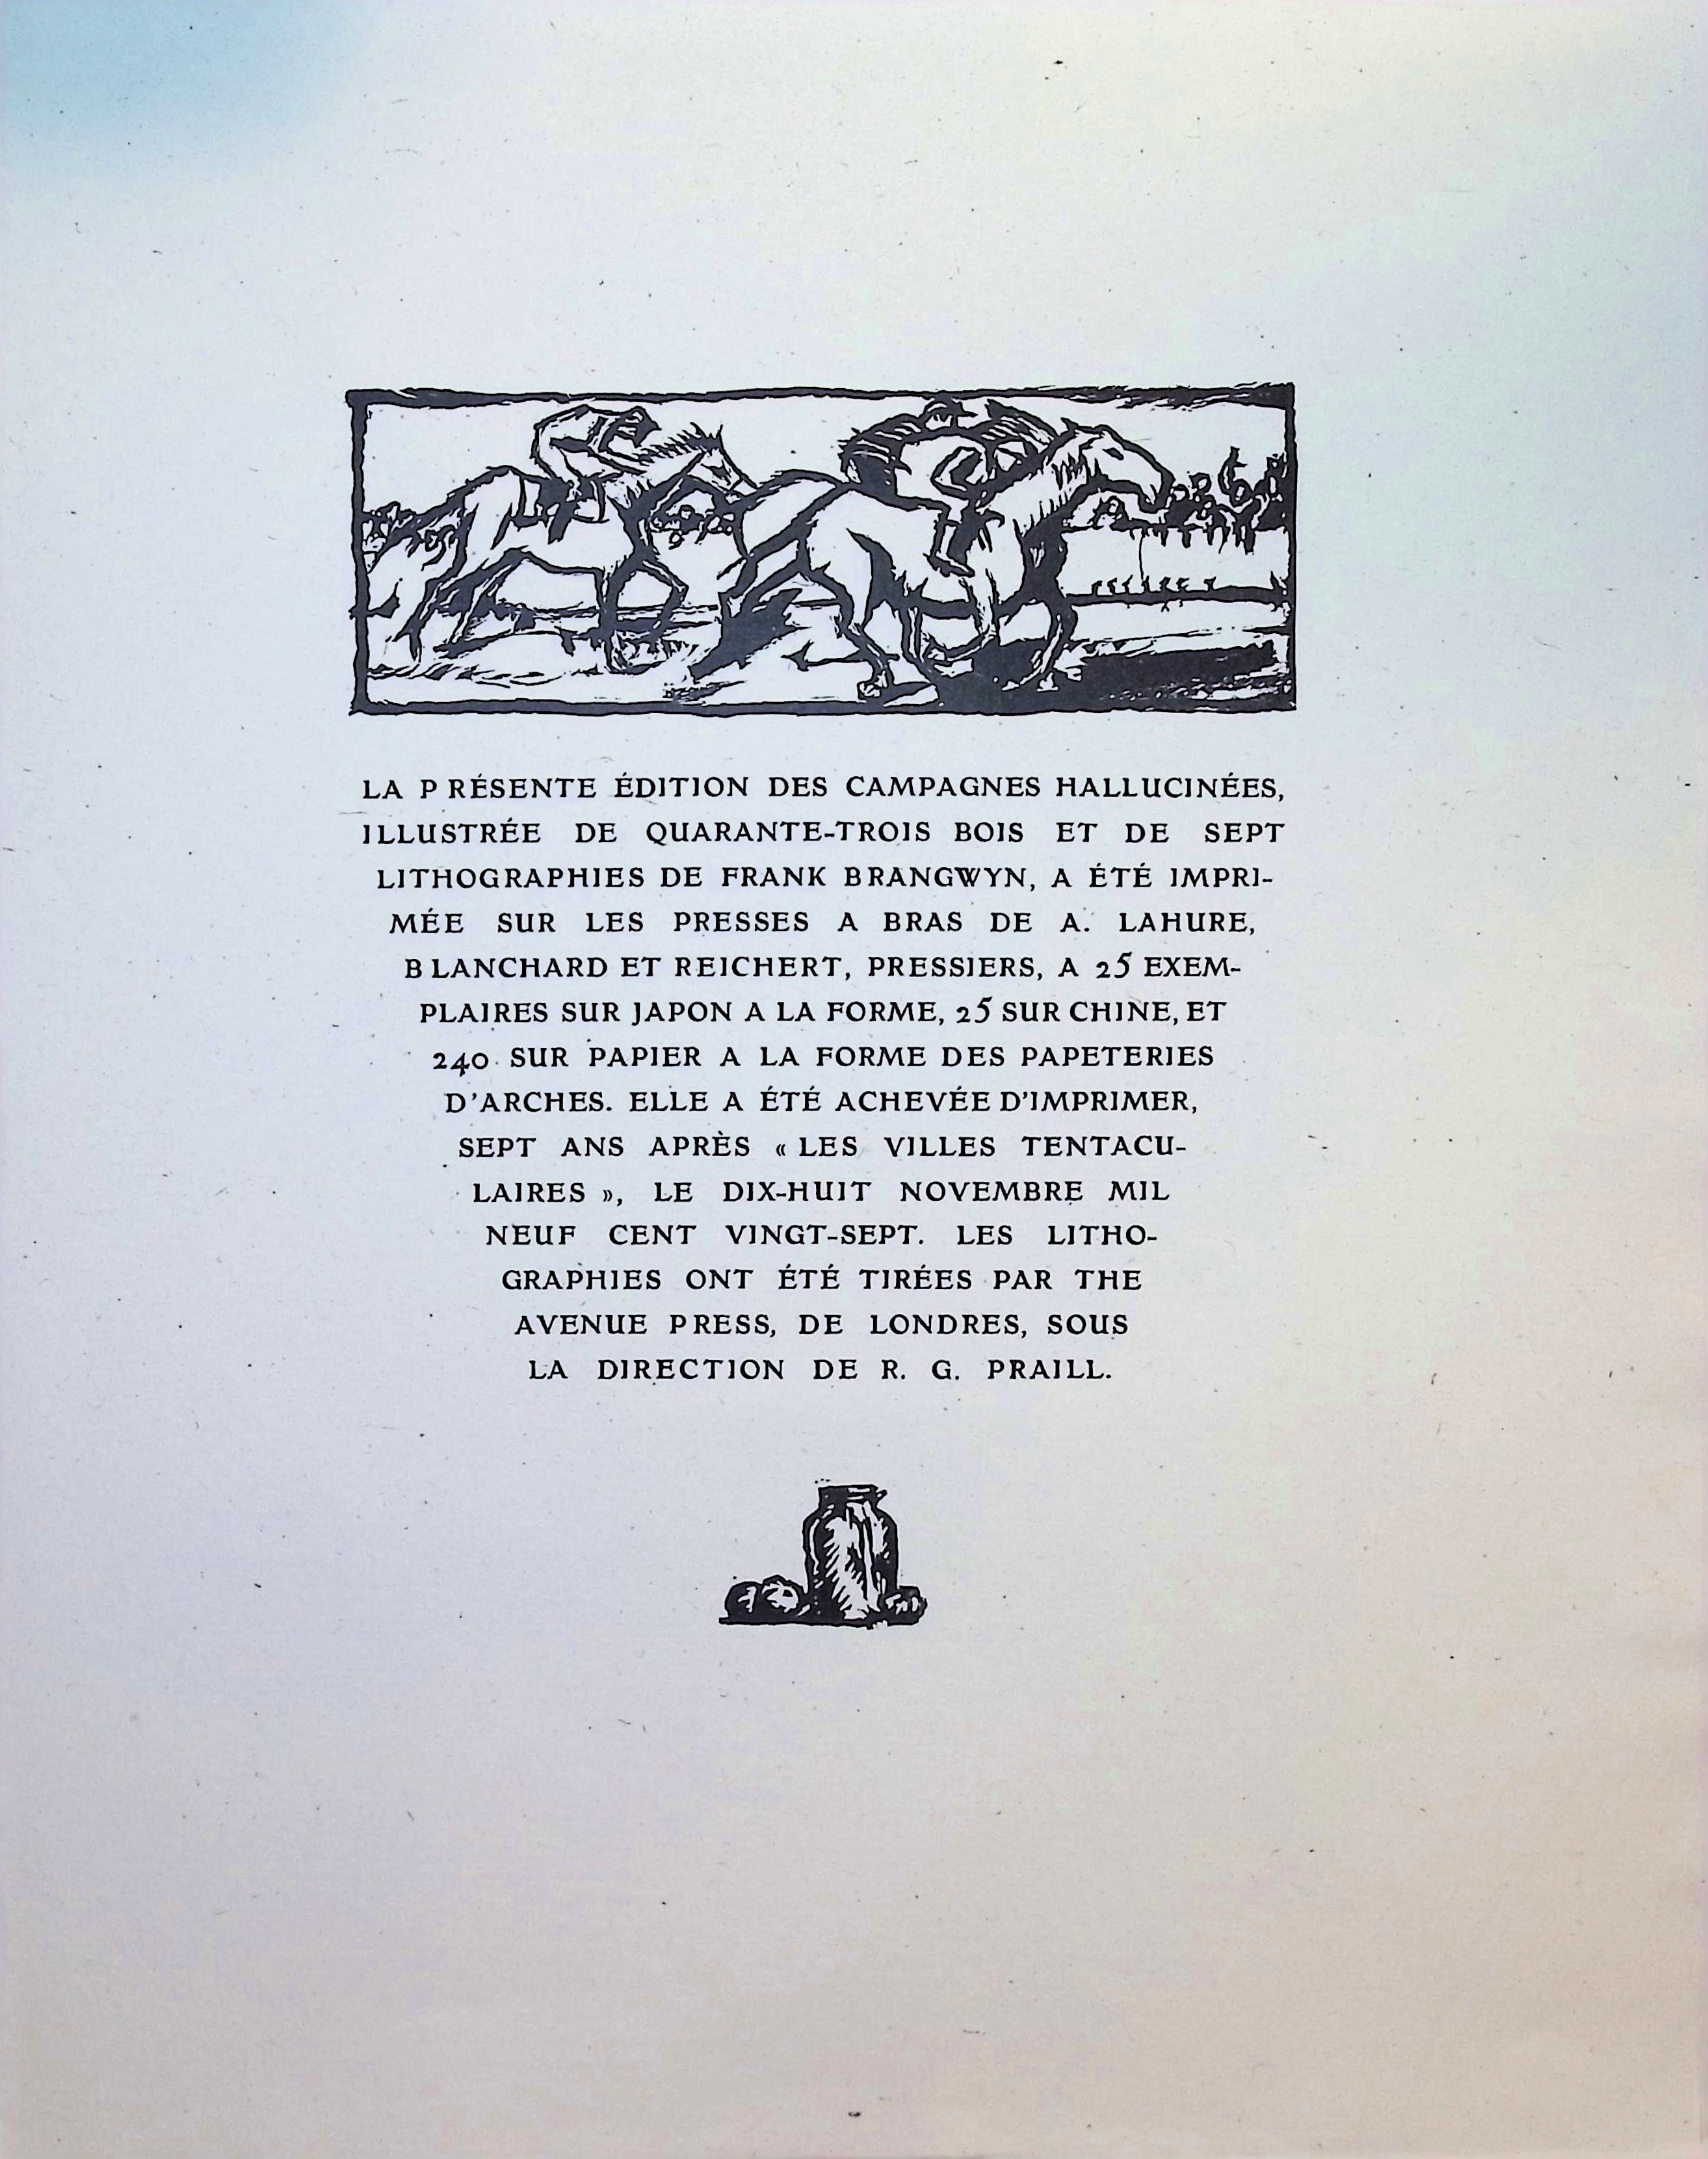 LA PRÉSENTE ÉDITION DES CAMPAGNES HALLUCINÉES,
ILLUSTRÉE DE QUARANTE-TROIS BOIS ET DE SEPT
LITHOGRAPHIES DE FRANK BRANGWYN, A ÉTÉ IMPRI-
MÉE SUR LES PRESSES A BRAS DE A. LAHURE,
BLANCHARD ET REICHERT, PRESSIERS, A 25 EXEM-
PLAIRES SUR JAPON A LA FORME, 25 SUR CHINE, ET
240 SUR PAPIER A LA FORME DES PAPETERIES
D'ARCHES. ELLE A ÉTÉ ACHEVÉE D'IMPRIMER,
SEPT ANS APRÈS « LES VILLES TENTACU-
LAIRES », LE DIX-HUIT NOVEMBRE MIL
NEUF CENT VINGT-SEPT. LES LITHO-
GRAPHIES ONT ÉTÉ TIRÉES PAR THE
AVENUE PRESS, DE LONDRES, SOUS
LA DIRECTION DE R. G. PRAILL.